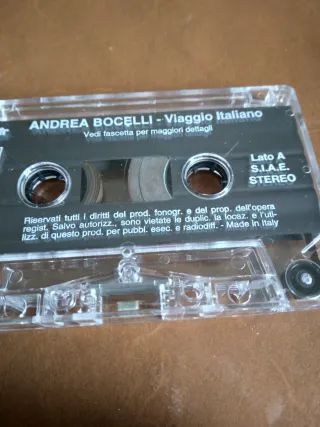 ANDREA BOCELLI - Viaggio Italiano
Vedi fascetta per maggiori dettagli
Lato A
S.I.A.E.
STEREO
Riservati tutti i diritti del prod. fonogr. e del prop. dell'opera
regist. Salvo autorizz., sono vietate le duplic. la locaz. e l'uti-
lizz. di questo prod. per pubbl. esec. e radiodiff. - Made in Italy